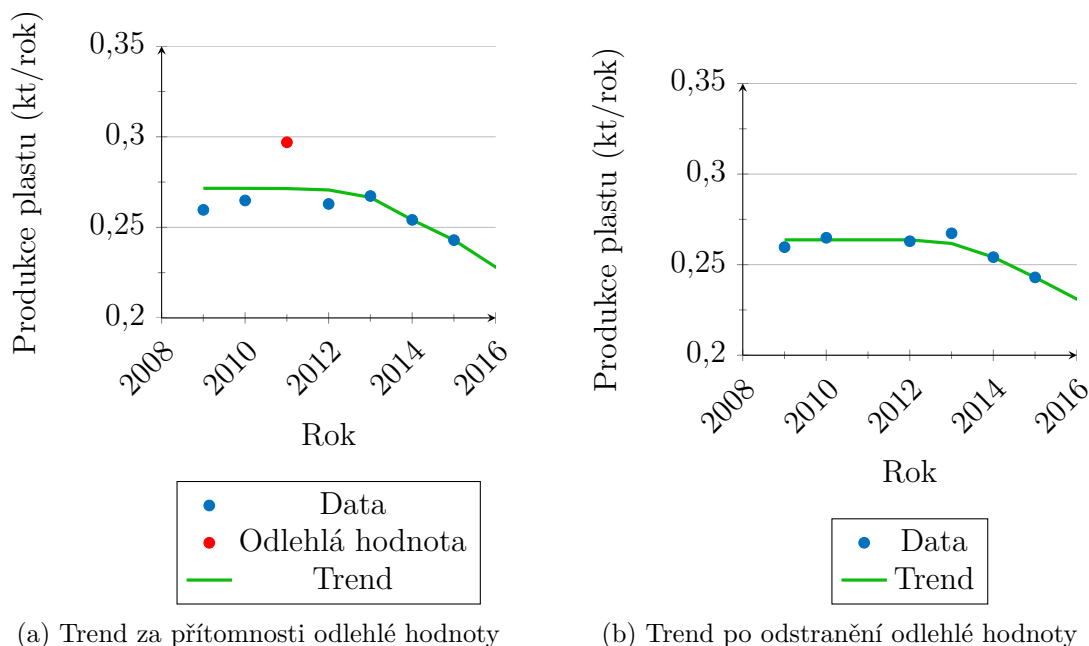 Produkce plastu (kt/rok)
0,35
0,3
0,25
0,2
2008
2010
2012
2014
2016
Rok
Data
Odlehlá hodnota
Trend
(a) Trend za přítomnosti odlehlé hodnoty
Produkce plastu (kt/rok)
0,35
0,3
0,25
0,2
2008
2010
2012
2014
2016
Rok
Data
Trend
(b) Trend po odstranění odlehlé hodnoty